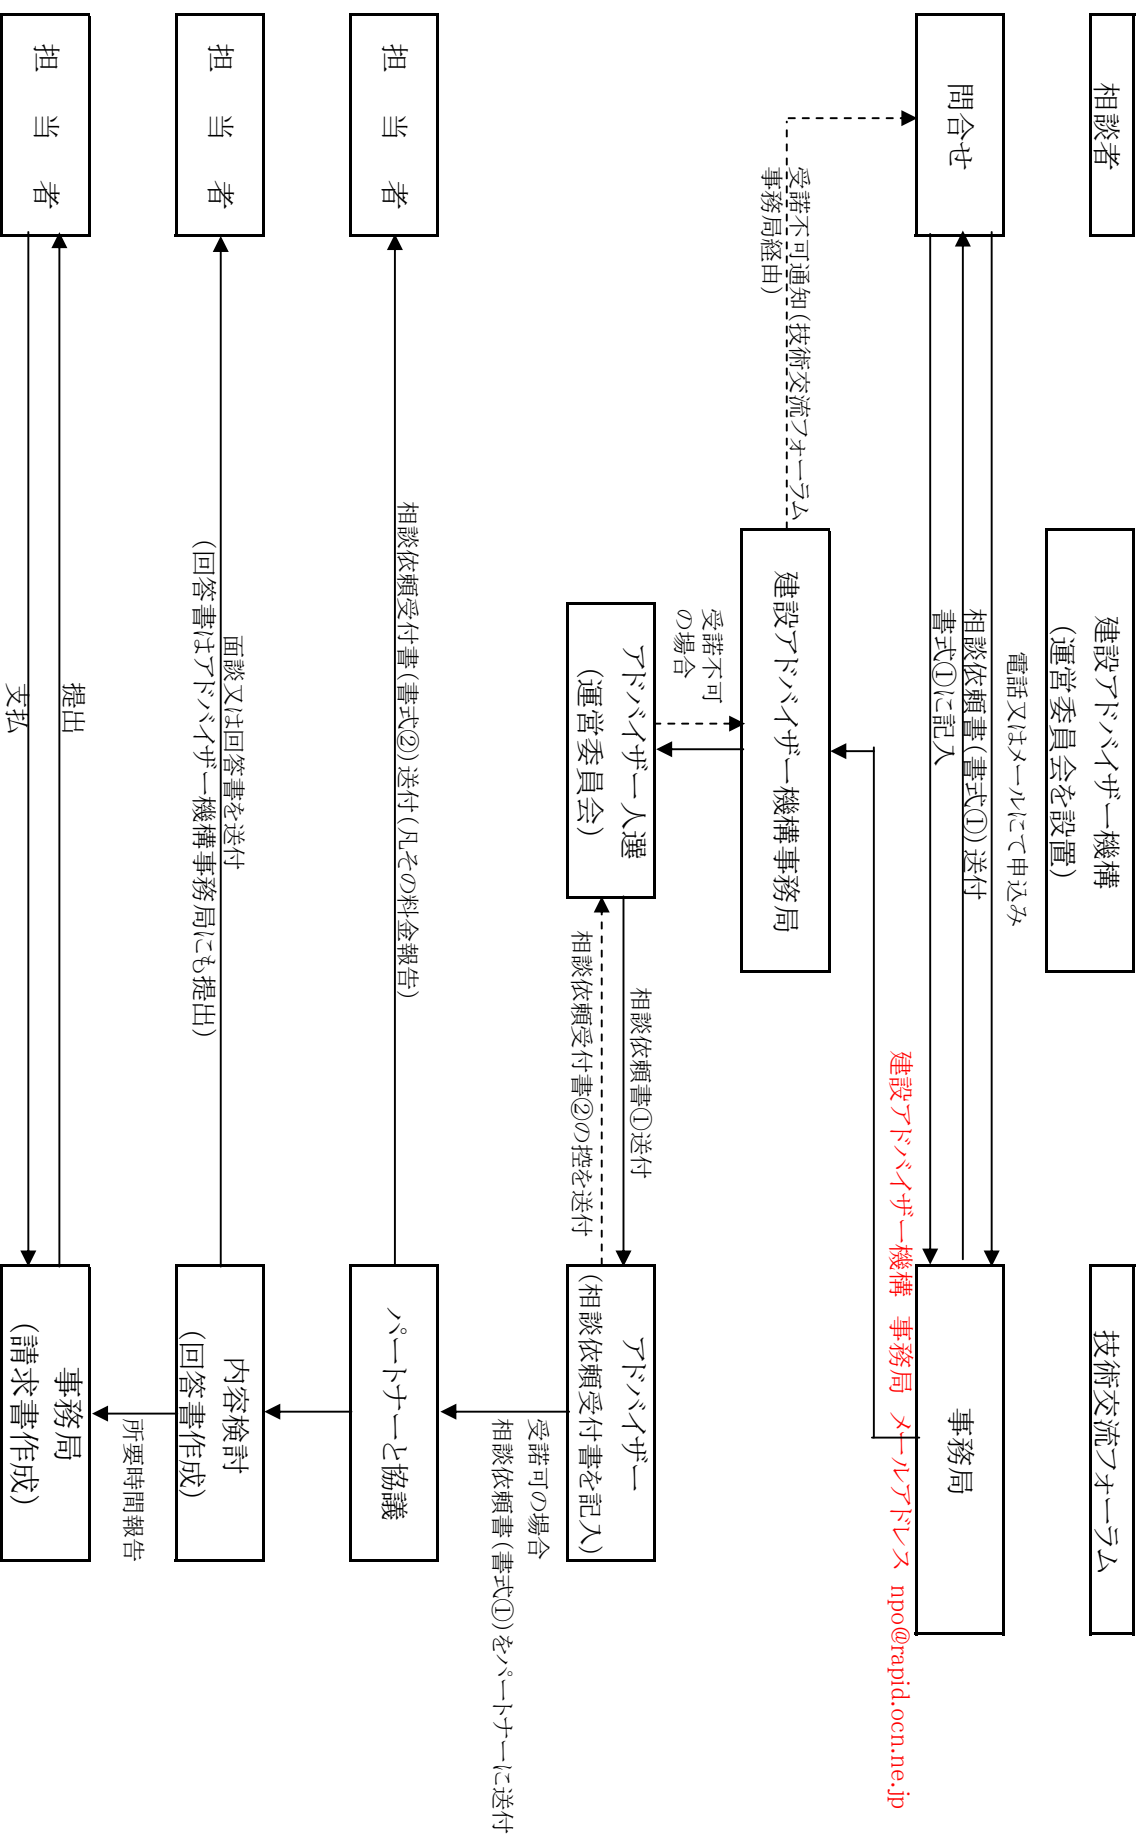 相談者
建設アドバイザー機構
(運営委員会を設置)
技術交流フォーラム
問合せ
電話又はメールにて申込み
相談依頼書(書式①)送付
書式①に記入
事務局
建設アドバイザー機構　事務局　メールアドレス　npo@rapid.ocn.ne.jp
受諾不可通知(技術交流フォーラム
事務局経由)
建設アドバイザー機構事務局
受諾不可
の場合
アドバイザー人選
(運営委員会)
相談依頼書①送付
相談依頼受付書②の控を送付
アドバイザー
(相談依頼受付書を記入)
受諾可の場合
相談依頼書(書式①)をパートナーに送付
担　当　者
相談依頼受付書(書式②)送付(凡その料金報告)
パートナーと協議
担　当　者
面談又は回答書を送付
(回答書はアドバイザー機構事務局にも提出)
内容検討
(回答書作成)
所要時間報告
担　当　者
提出
支払
事務局
(請求書作成)